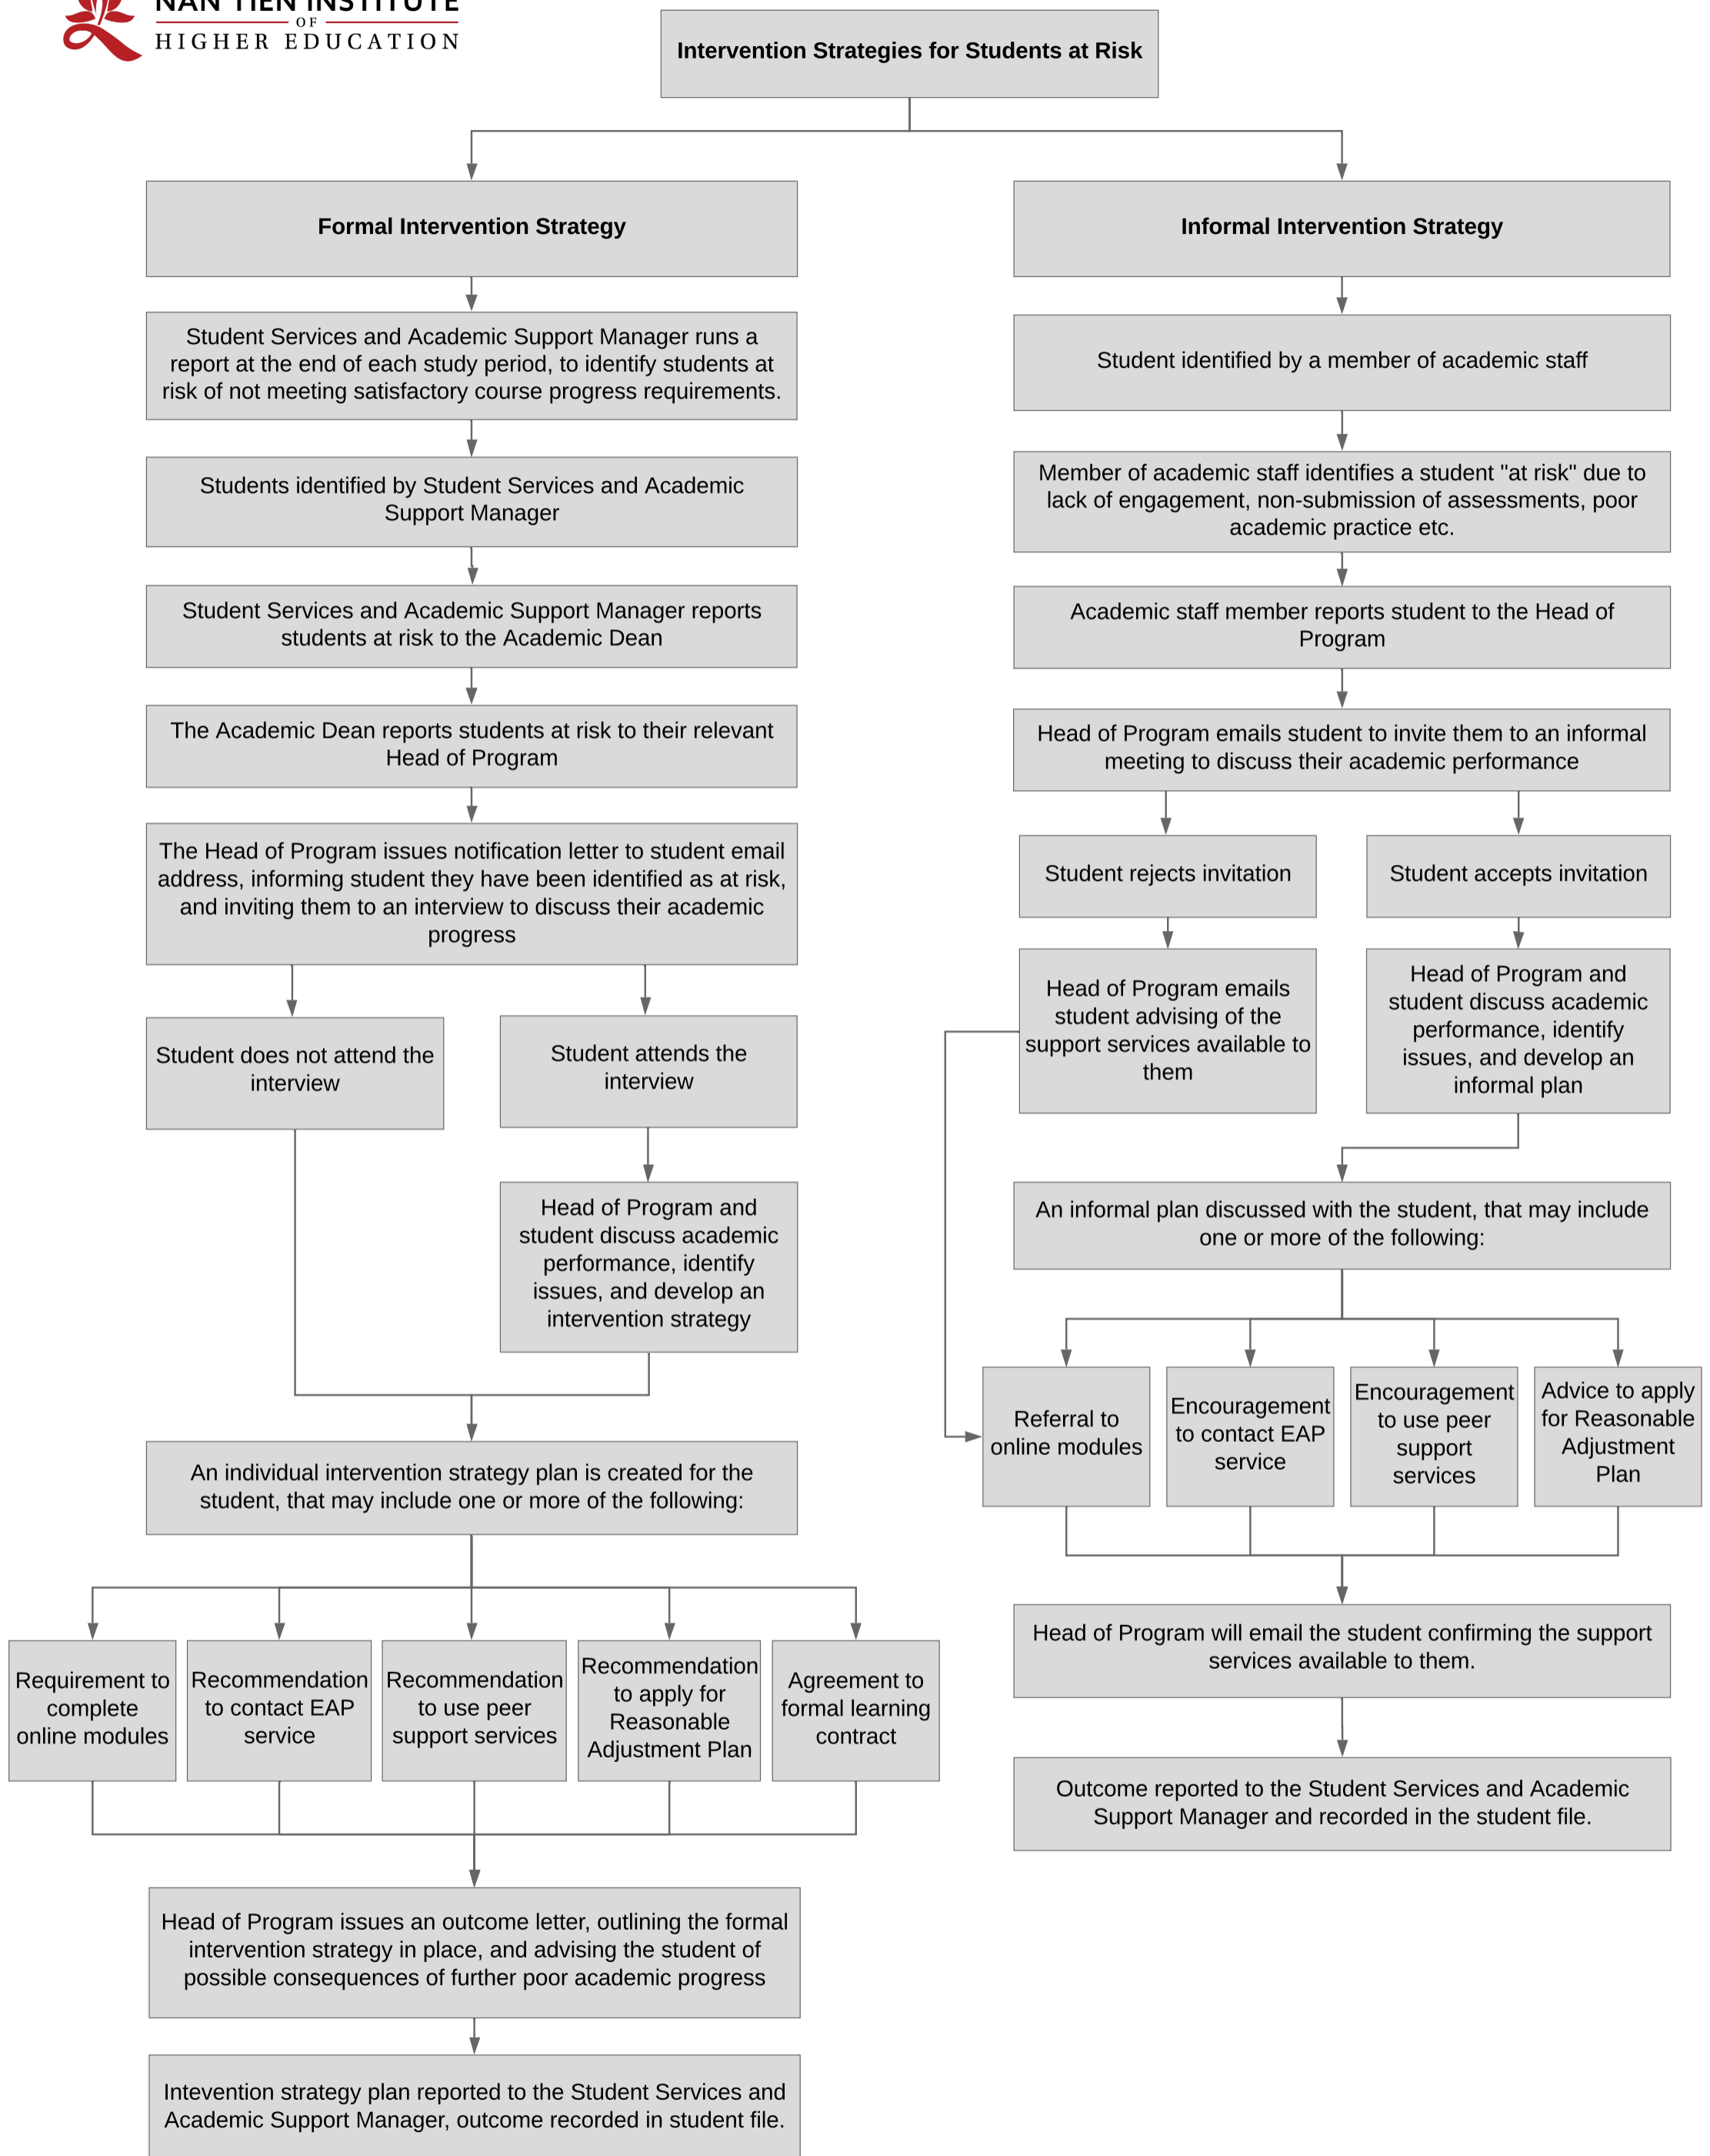 NAN TIEN INSTITUTE
OF
HIGHER EDUCATION
Intervention Strategies for Students at Risk
Formal Intervention Strategy
Student Services and Academic Support Manager runs a
report at the end of each study period, to identify students at
risk of not meeting satisfactory course progress requirements.
Students identified by Student Services and Academic
Support Manager
Student Services and Academic Support Manager reports
students at risk to the Academic Dean
The Academic Dean reports students at risk to their relevant
Head of Program
The Head of Program issues notification letter to student email
address, informing student they have been identified as at risk,
and inviting them to an interview to discuss their academic
progress
Student does not attend the
interview
Student attends the
interview
Head of Program and
student discuss academic
performance, identify
issues, and develop an
intervention strategy
An individual intervention strategy plan is created for the
student, that may include one or more of the following:
Requirement to
complete
online modules
Recommendation
to contact EAP
service
Recommendation
to use peer
support services
Recommendation
to apply for
Reasonable
Adjustment Plan
Agreement to
formal learning
contract
Head of Program issues an outcome letter, outlining the formal
intervention strategy in place, and advising the student of
possible consequences of further poor academic progress
Intevention strategy plan reported to the Student Services and
Academic Support Manager, outcome recorded in student file.
Informal Intervention Strategy
Student identified by a member of academic staff
Member of academic staff identifies a student "at risk" due to
lack of engagement, non-submission of assessments, poor
academic practice etc.
Academic staff member reports student to the Head of
Program
Head of Program emails student to invite them to an informal
meeting to discuss their academic performance
Student rejects invitation
Student accepts invitation
Head of Program emails
student advising of the
support services available to
them
Head of Program and
student discuss academic
performance, identify
issues, and develop an
informal plan
An informal plan discussed with the student, that may include
one or more of the following:
Referral to
online modules
Encouragement
to contact EAP
service
Encouragement
to use peer
support
services
Advice to apply
for Reasonable
Adjustment
Plan
Head of Program will email the student confirming the support
services available to them.
Outcome reported to the Student Services and Academic
Support Manager and recorded in the student file.